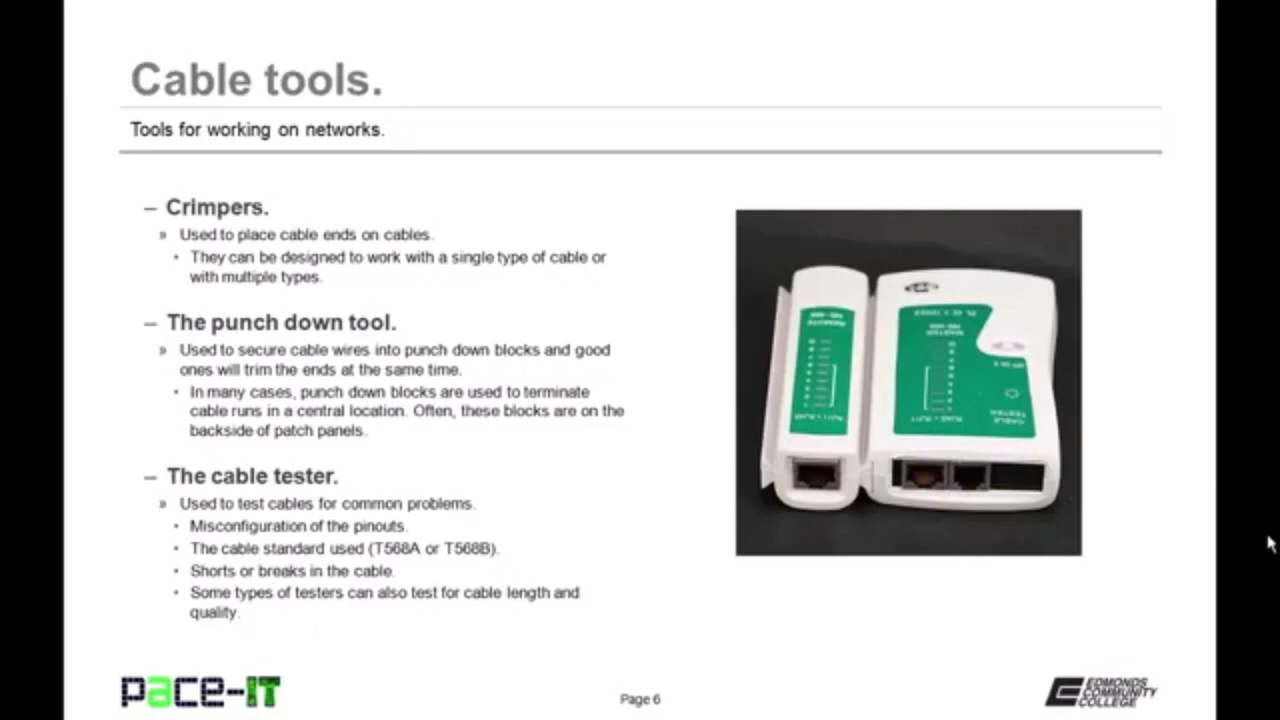 Cable tools.
Tools for working on networks.
– Crimpers.
» Used to place cable ends on cables.
• They can be designed to work with a single type of cable or
with multiple types.
– The punch down tool.
» Used to secure cable wires into punch down blocks and good
ones will trim the ends at the same time.
• In many cases, punch down blocks are used to terminate
cable runs in a central location. Often, these blocks are on the
backside of patch panels.
– The cable tester.
» Used to test cables for common problems.
• Misconfiguration of the pinouts.
• The cable standard used (T568A or T568B).
• Shorts or breaks in the cable.
• Some types of testers can also test for cable length and
quality.
REMOTE
MASTER
CABLE
TESTER
pace-IT
Page 6
EDMONDS
COMMUNITY
COLLEGE